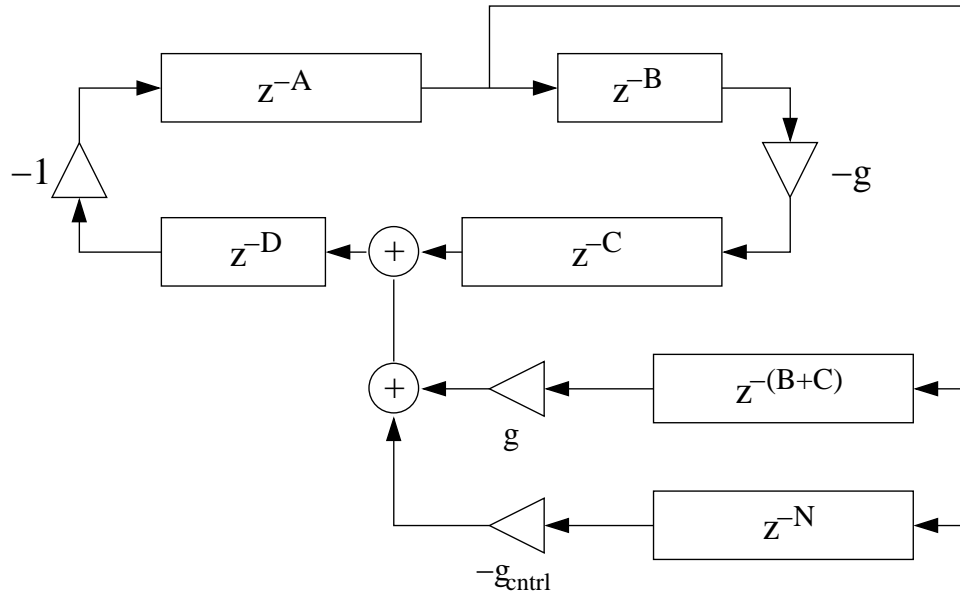 z^−A
z^−B
−1
−g
z^−D
+
z^−C
+
g
z^−(B+C)
z^−N
−g_cntrl